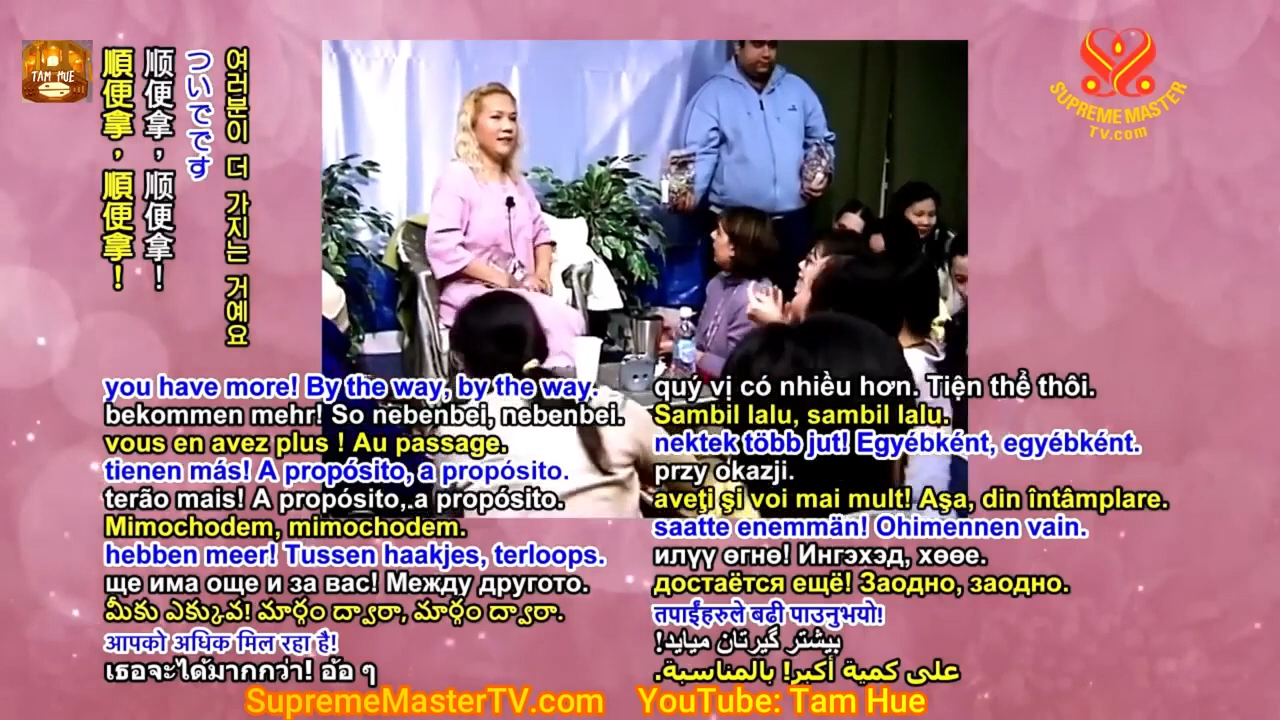 TAM HUE
SUPREME MASTER
TV.com
順便拿，順便拿！
顺便拿，顺便拿！
ついでです
여러분이 더 가지는 거예요
you have more! By the way, by the way.
bekommen mehr! So nebenbei, nebenbei.
vous en avez plus ! Au passage.
tienen más! A propósito, a propósito.
terão mais! A propósito, a propósito.
Mimochodem, mimochodem.
hebben meer! Tussen haakjes, terloops.
ще има още и за вас! Между другото.
మీకు ఎక్కువ! మార్గం ద్వారా, మార్గం ద్వారా.
आपको अधिक मिल रहा है!
เธอจะได้มากกว่า! อ้อ ๆ
quý vị có nhiều hơn. Tiện thể thôi.
Sambil lalu, sambil lalu.
nektek több jut! Egyébként, egyébként.
przy okazji.
aveţi şi voi mai mult! Aşa, din întâmplare.
saatte enemmän! Ohimennen vain.
илүү өгнө! Ингэхэд, хөөе.
достаётся ещё! Заодно, заодно.
तपाईंहरुले बढी पाउनुभयो!
بیشتر گیرتان میاید!
على كمية أكبر! بالمناسبة.
SupremeMasterTV.com YouTube: Tam Hue